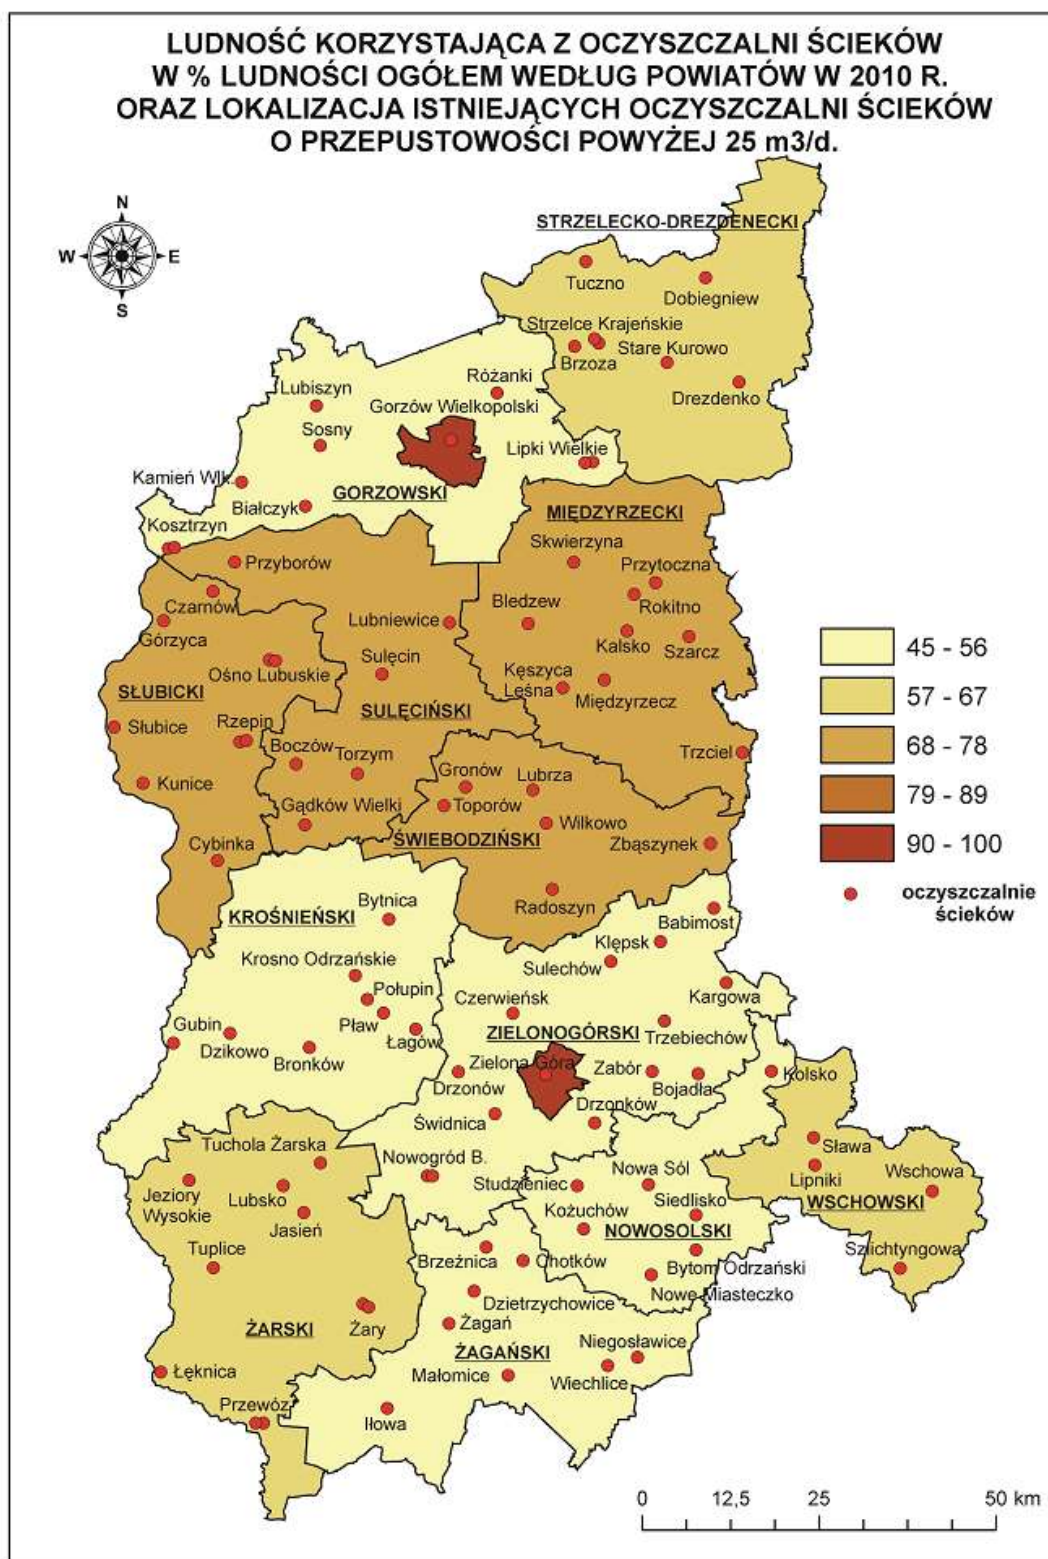 LUDNOŚĆ KORZYSTAJĄCA Z OCZYSZCZALNI ŚCIEKÓW
W % LUDNOŚCI OGÓŁEM WEDŁUG POWIATÓW W 2010 R.
ORAZ LOKALIZACJA ISTNIEJĄCYCH OCZYSZCZALNI ŚCIEKÓW
O PRZEPUSTOWOŚCI POWYŻEJ 25 m3/d.
N
W
E
S
STRZELECKO-DREZDENECKI
Tuczno
Dobiegniew
Strzelce Krajeńskie
Brzoza
Stare Kurowo
Drezdenko
Różanki
Lubiszyn
Gorzów Wielkopolski
Sosny
Lipki Wielkie
Kamień Wlk.
GORZOWSKI
Białczyk
Kosztrzyn
MIĘDZYRZECKI
Skwierzyna
Przytoczna
Przyborów
Bledzew
Rokitno
Czarnów
Lubniewice
Górzyca
Kalsko
Szarcz
Sulęcin
Ośno Lubuskie
Kęszyca
Leśna
Międzyrzecz
SŁUBICKI
SULĘCIŃSKI
Słubice
Rzepin
Boczów
Torzym
Trzciel
Kunice
Gronów
Lubrza
Gądków Wielki
Toporów
Wilkowo
ŚWIEBODZIŃSKI
Zbąszynek
Cybinka
Radoszyn
45 - 56
57 - 67
68 - 78
79 - 89
90 - 100
oczyszczalnie
ścieków
KROŚNIEŃSKI
Bytnica
Babimost
Klępsk
Krosno Odrzańskie
Sulechów
Połupin
Kargowa
Czerwieńsk
Pław
Gubin
Łagów
ZIELONOGÓRSKI
Trzebiechów
Dzikowo
Bronków
Zielona Góra
Zabór
Kolsko
Drzonów
Bojadła
Drzonków
Świdnica
Sława
Tuchola Żarska
Nowogród B.
Nowa Sól
Lipniki
Wschowa
Studzieniec
Jeziory
Wysokie
Lubsko
Siedlisko
WSCHOWSKI
Jasień
Kożuchów
NOWOSOLSKI
Tuplice
Brzeźnica
Chotków
Bytom Odrzański
Szlichtyngowa
Nowe Miasteczko
Dzietrzychowice
ŻARSKI
Żary
Żagań
ŻAGAŃSKI
Niegosławice
Łęknica
Małomice
Wiechlice
Przewóz
Iłowa
0
12,5
25
50 km